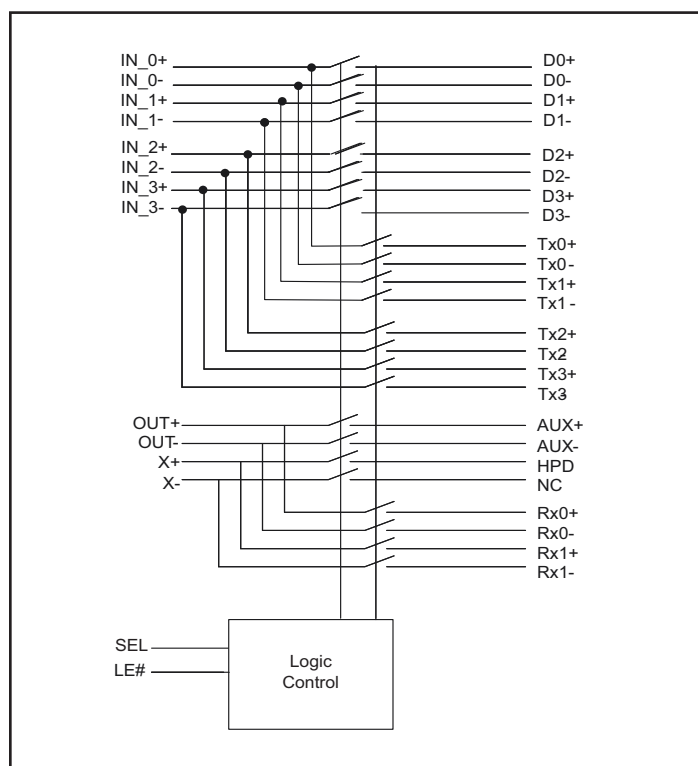 IN_0+ D0+
IN_0- D0-
IN_1+ D1+
IN_1- D1-
IN_2+ D2+
IN_2- D2-
IN_3+ D3+
IN_3- D3-
Tx0+
Tx0-
Tx1+
Tx1-
Tx2+
Tx2-
Tx3+
Tx3-
OUT+ AUX+
OUT- AUX-
X+ HPD
X- NC
Rx0+
Rx0-
Rx1+
Rx1-
SEL
LE#
Logic
Control